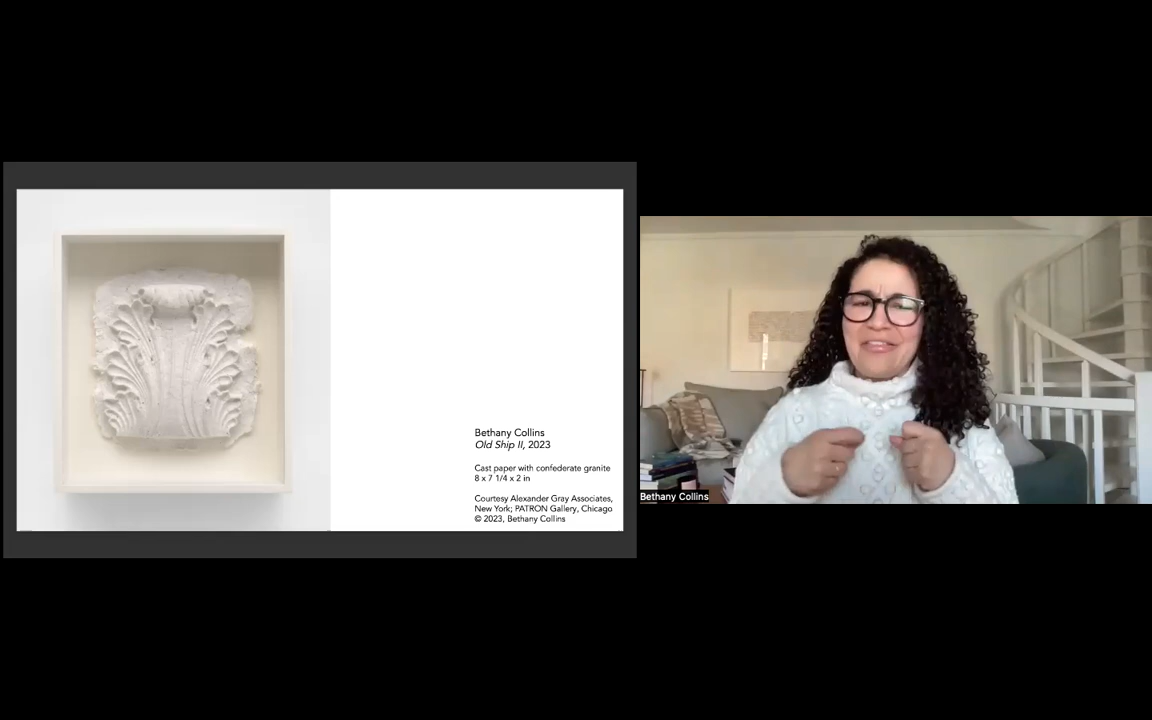 Bethany Collins
Old Ship II, 2023
Cast paper with confederate granite
8 x 7 1/4 x 2 in
Courtesy Alexander Gray Associates,
New York; PATRON Gallery, Chicago
© 2023, Bethany Collins
Bethany Collins